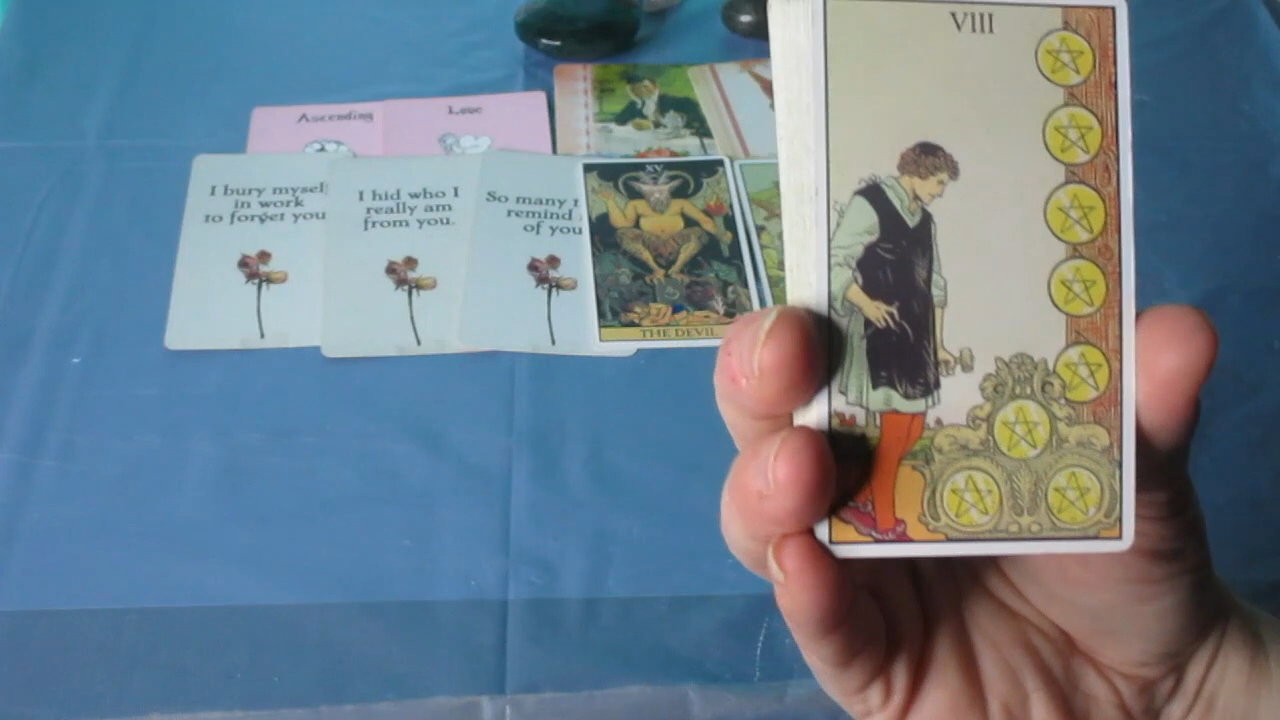 VIII
Ascending
Love
I bury myself
in work
to forget you
I hid who I
really am
from you.
So many
remind
of you
XV
THE DEVIL